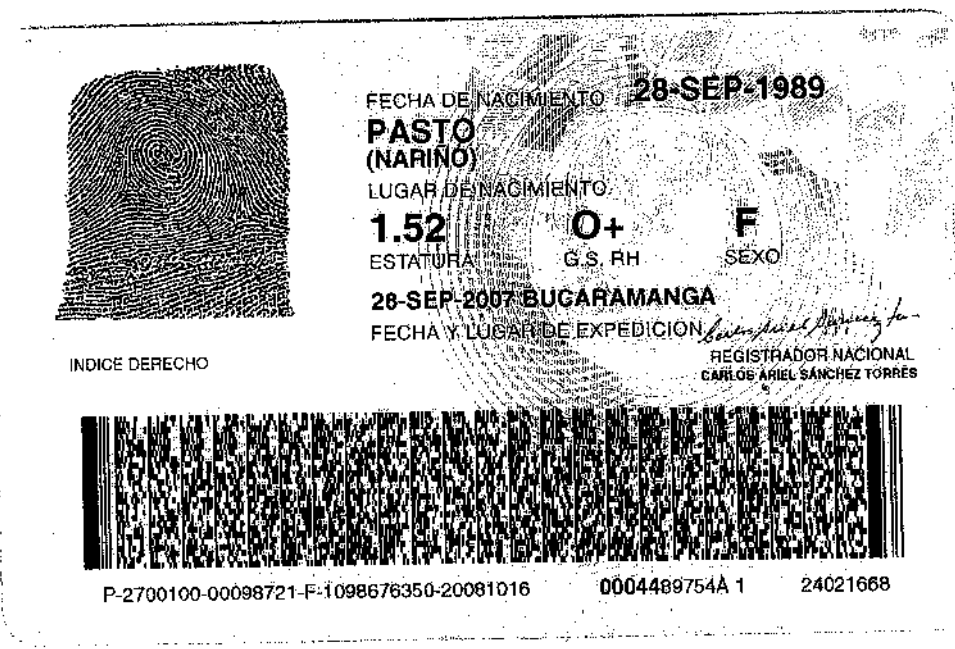 FECHA DE NACIMIENTO 28-SEP-1989
PASTO
(NARIÑO)
LUGAR DE NACIMIENTO
1.52 O+ F
ESTATURA G.S. RH SEXO
28-SEP-2007 BUCARAMANGA
FECHA Y LUGAR DE EXPEDICION
REGISTRADOR NACIONAL
CARLOS ARIEL SÁNCHEZ TORRES
INDICE DERECHO
P-2700100-00098721-F-1098676350-20081016 0004489754A 1 24021668